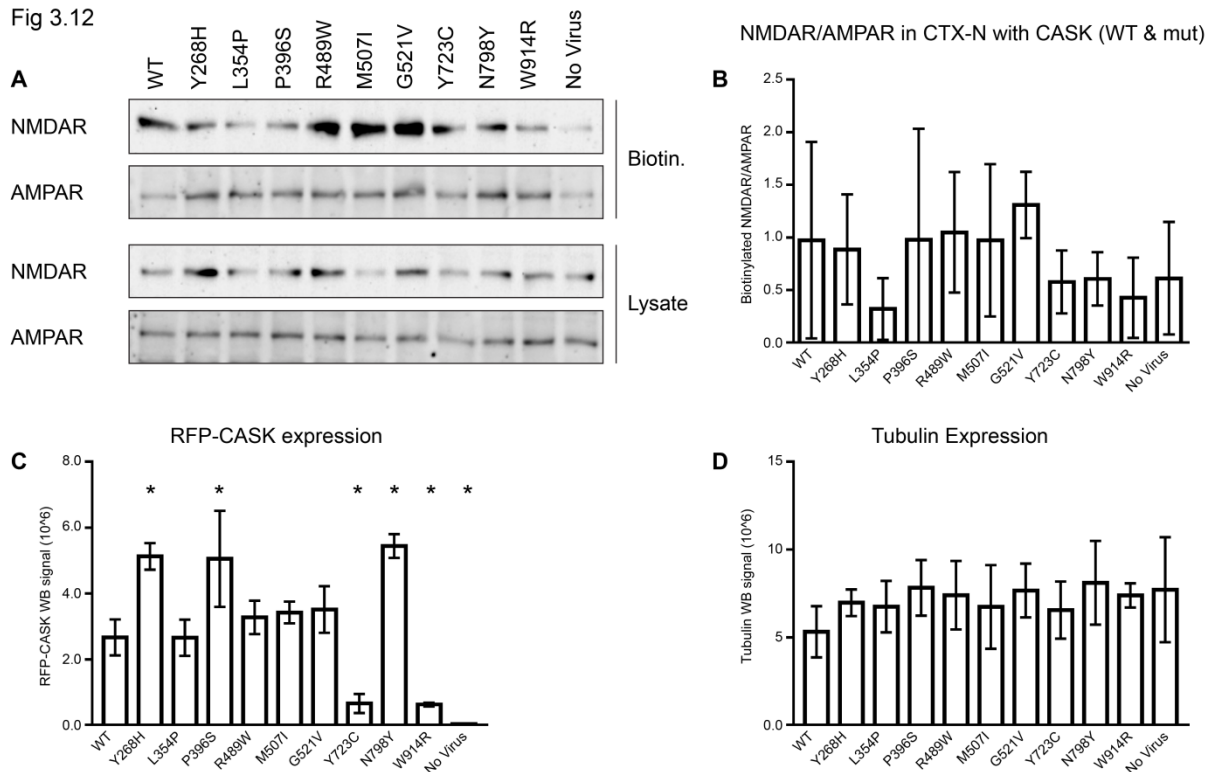 Fig 3.12
WT Y268H L354P P396S R489W M507I G521V Y723C N798Y W914R No Virus
A
NMDAR
AMPAR
Biotin.
NMDAR
AMPAR
Lysate
NMDAR/AMPAR in CTX-N with CASK (WT & mut)
B
Biotinylated NMDAR/AMPAR
2.5
2.0
1.5
1.0
0.5
0.0
WT Y268H L354P P396S R489W M507I G521V Y723C N798Y W914R No Virus
RFP-CASK expression
C
RFP-CASK WB signal (10^6)
8.0
6.0
4.0
2.0
0.0
* * * * * *
WT Y268H L354P P396S R489W M507I G521V Y723C N798Y W914R No Virus
Tubulin Expression
D
Tubulin WB signal (10^6)
15
10
5
0
WT Y268H L354P P396S R489W M507I G521V Y723C N798Y W914R No Virus